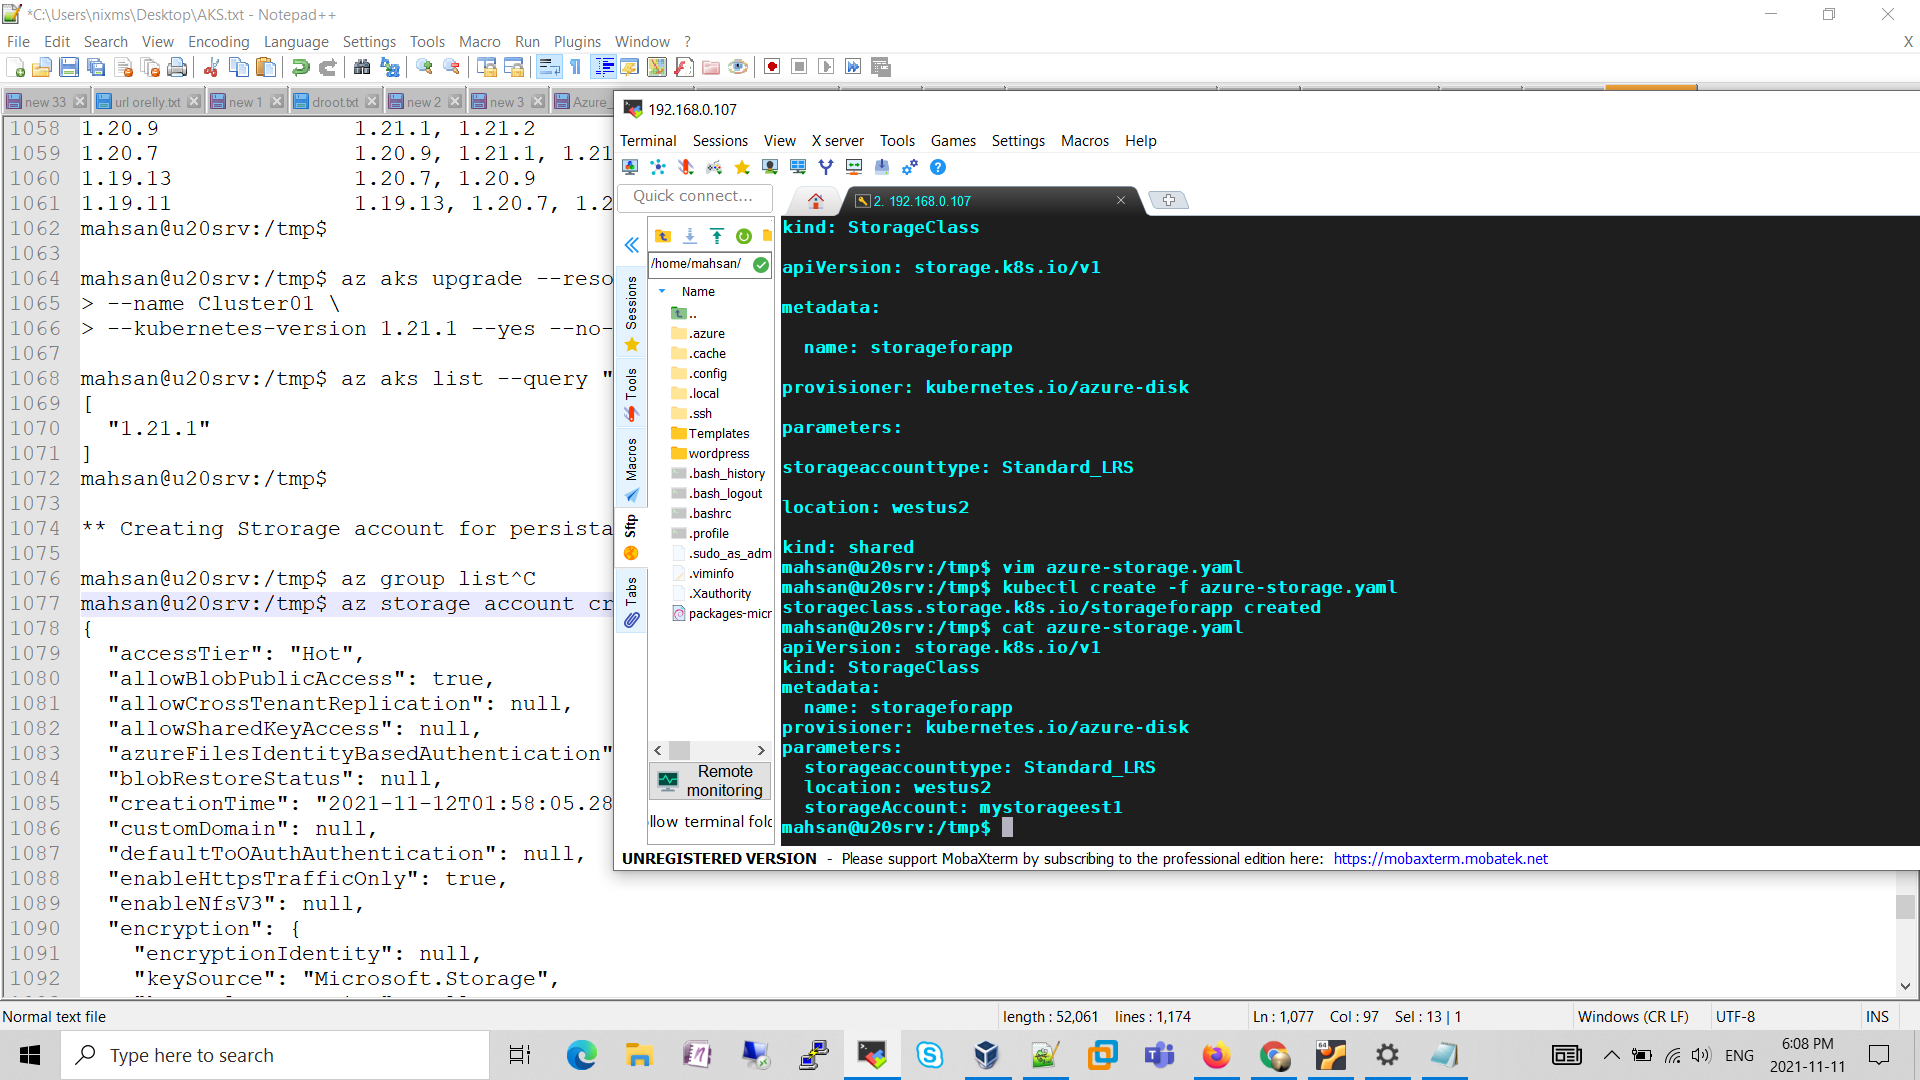 *C:\Users\nixms\Desktop\AKS.txt - Notepad++
File Edit Search View Encoding Language Settings Tools Macro Run Plugins Window ? X
new 33 url orelly.txt new 1 droot.txt new 2 new 3 Azure_
1058 1.20.9 1.21.1, 1.21.2
1059 1.20.7 1.20.9, 1.21.1, 1.21
1060 1.19.13 1.20.7, 1.20.9
1061 1.19.11 1.19.13, 1.20.7, 1.2
1062 mahsan@u20srv:/tmp$
1063
1064 mahsan@u20srv:/tmp$ az aks upgrade --reso
1065 > --name Cluster01 \
1066 > --kubernetes-version 1.21.1 --yes --no-
1067
1068 mahsan@u20srv:/tmp$ az aks list --query "
1069 [
1070 "1.21.1"
1071 ]
1072 mahsan@u20srv:/tmp$
1073
1074 ** Creating Strorage account for persista
1075
1076 mahsan@u20srv:/tmp$ az group list^C
1077 mahsan@u20srv:/tmp$ az storage account cr
1078 {
1079 "accessTier": "Hot",
1080 "allowBlobPublicAccess": true,
1081 "allowCrossTenantReplication": null,
1082 "allowSharedKeyAccess": null,
1083 "azureFilesIdentityBasedAuthentication"
1084 "blobRestoreStatus": null,
1085 "creationTime": "2021-11-12T01:58:05.28
1086 "customDomain": null,
1087 "defaultToOAuthAuthentication": null,
1088 "enableHttpsTrafficOnly": true,
1089 "enableNfsV3": null,
1090 "encryption": {
1091 "encryptionIdentity": null,
1092 "keySource": "Microsoft.Storage",
192.168.0.107
Terminal Sessions View X server Tools Games Settings Macros Help
Quick connect...
2. 192.168.0.107
Sessions
Tools
Macros
Sftp
Tabs
/home/mahsan/
Name
..
.azure
.cache
.config
.local
.ssh
Templates
wordpress
.bash_history
.bash_logout
.bashrc
.profile
.sudo_as_adm
.viminfo
.Xauthority
packages-micr
Remote
monitoring
llow terminal fold
kind: StorageClass
apiVersion: storage.k8s.io/v1
metadata:
name: storageforapp
provisioner: kubernetes.io/azure-disk
parameters:
storageaccounttype: Standard_LRS
location: westus2
kind: shared
mahsan@u20srv:/tmp$ vim azure-storage.yaml
mahsan@u20srv:/tmp$ kubectl create -f azure-storage.yaml
storageclass.storage.k8s.io/storageforapp created
mahsan@u20srv:/tmp$ cat azure-storage.yaml
apiVersion: storage.k8s.io/v1
kind: StorageClass
metadata:
name: storageforapp
provisioner: kubernetes.io/azure-disk
parameters:
storageaccounttype: Standard_LRS
location: westus2
storageAccount: mystorageest1
mahsan@u20srv:/tmp$
UNREGISTERED VERSION - Please support MobaXterm by subscribing to the professional edition here: https://mobaxterm.mobatek.net
Normal text file length : 52,061 lines : 1,174 Ln : 1,077 Col : 97 Sel : 13 | 1 Windows (CR LF) UTF-8 INS
Type here to search
64
ENG
6:08 PM
2021-11-11